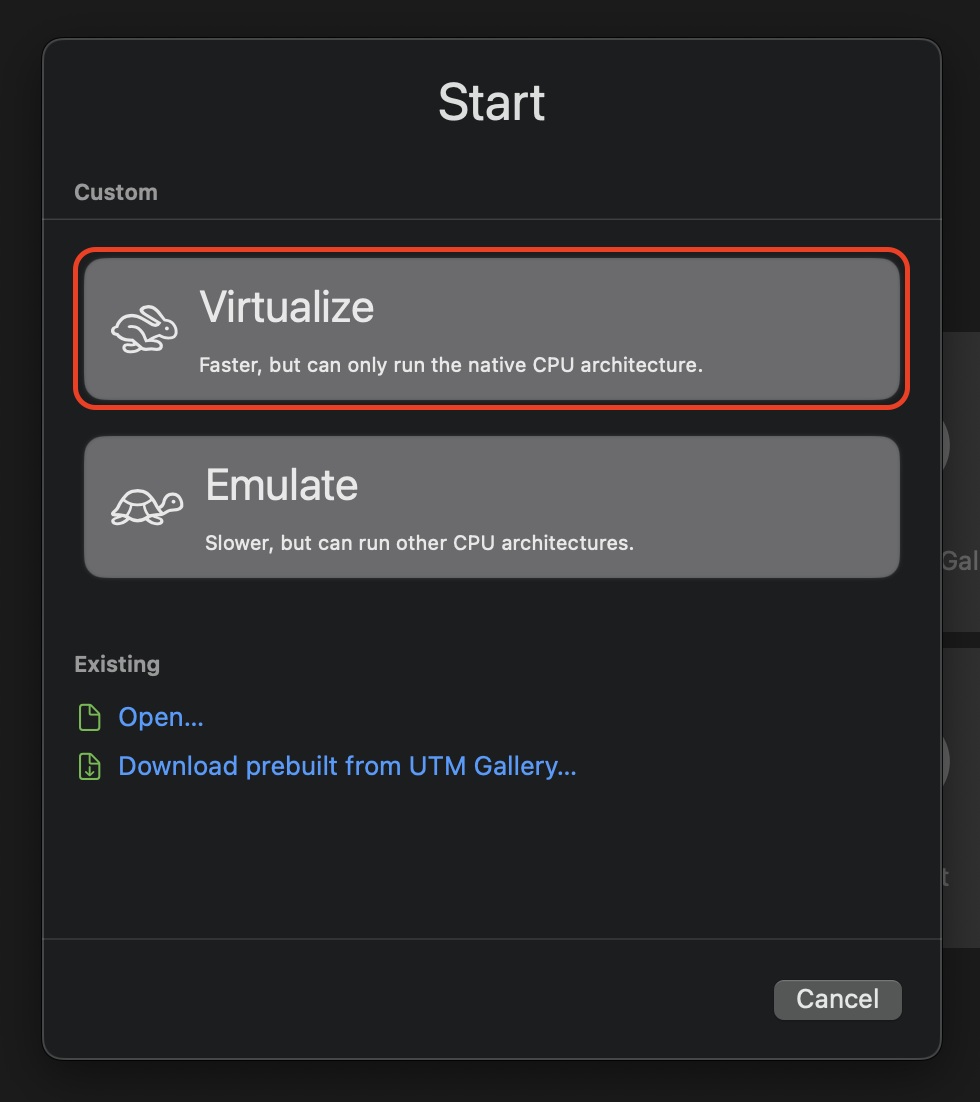 Start
Custom
Virtualize
Faster, but can only run the native CPU architecture.
Emulate
Slower, but can run other CPU architectures.
Gal
Existing
Open...
Download prebuilt from UTM Gallery...
t
Cancel